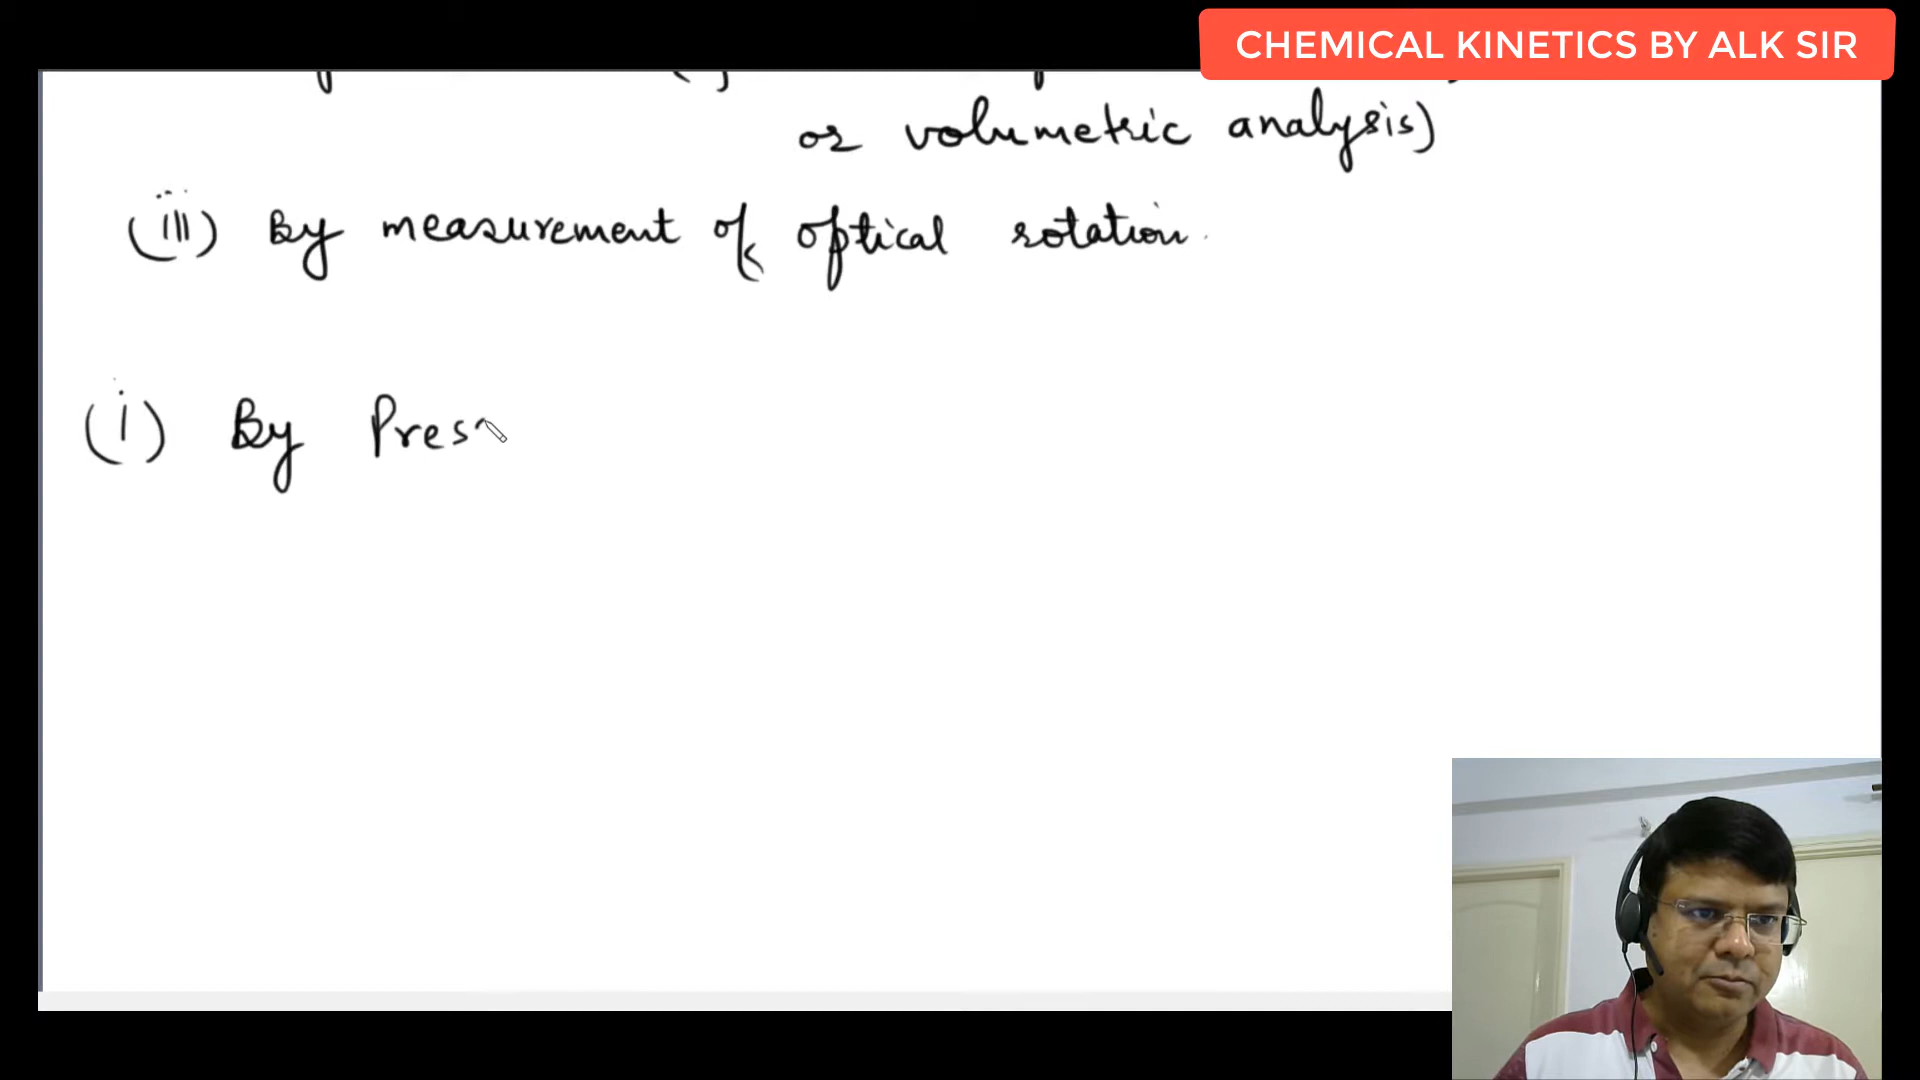 CHEMICAL KINETICS BY ALK SIR
or volumetric analysis)
(iii) By measurement of optical rotation.
(i) By Pres